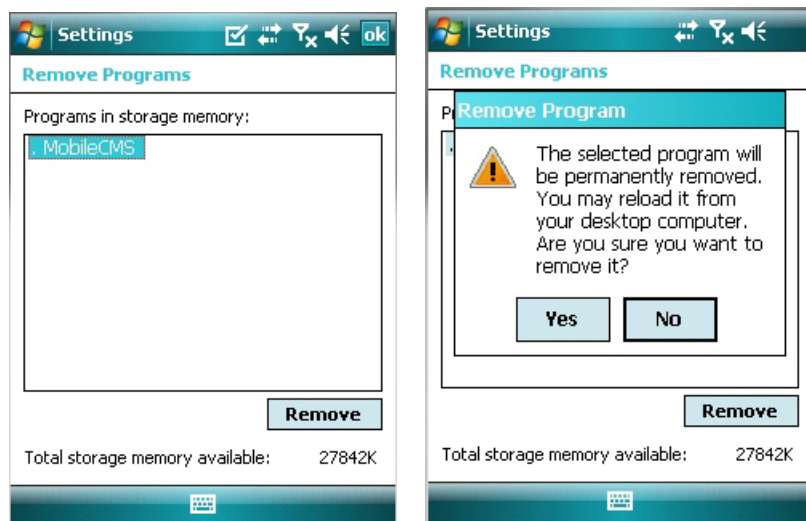 Settings
ok
Remove Programs
Programs in storage memory:
. MobileCMS
Remove
Total storage memory available: 27842K
Settings
Remove Programs
P
Remove Program
.
The selected program will
be permanently removed.
You may reload it from
your desktop computer.
Are you sure you want to
remove it?
Yes
No
Remove
Total storage memory available: 27842K